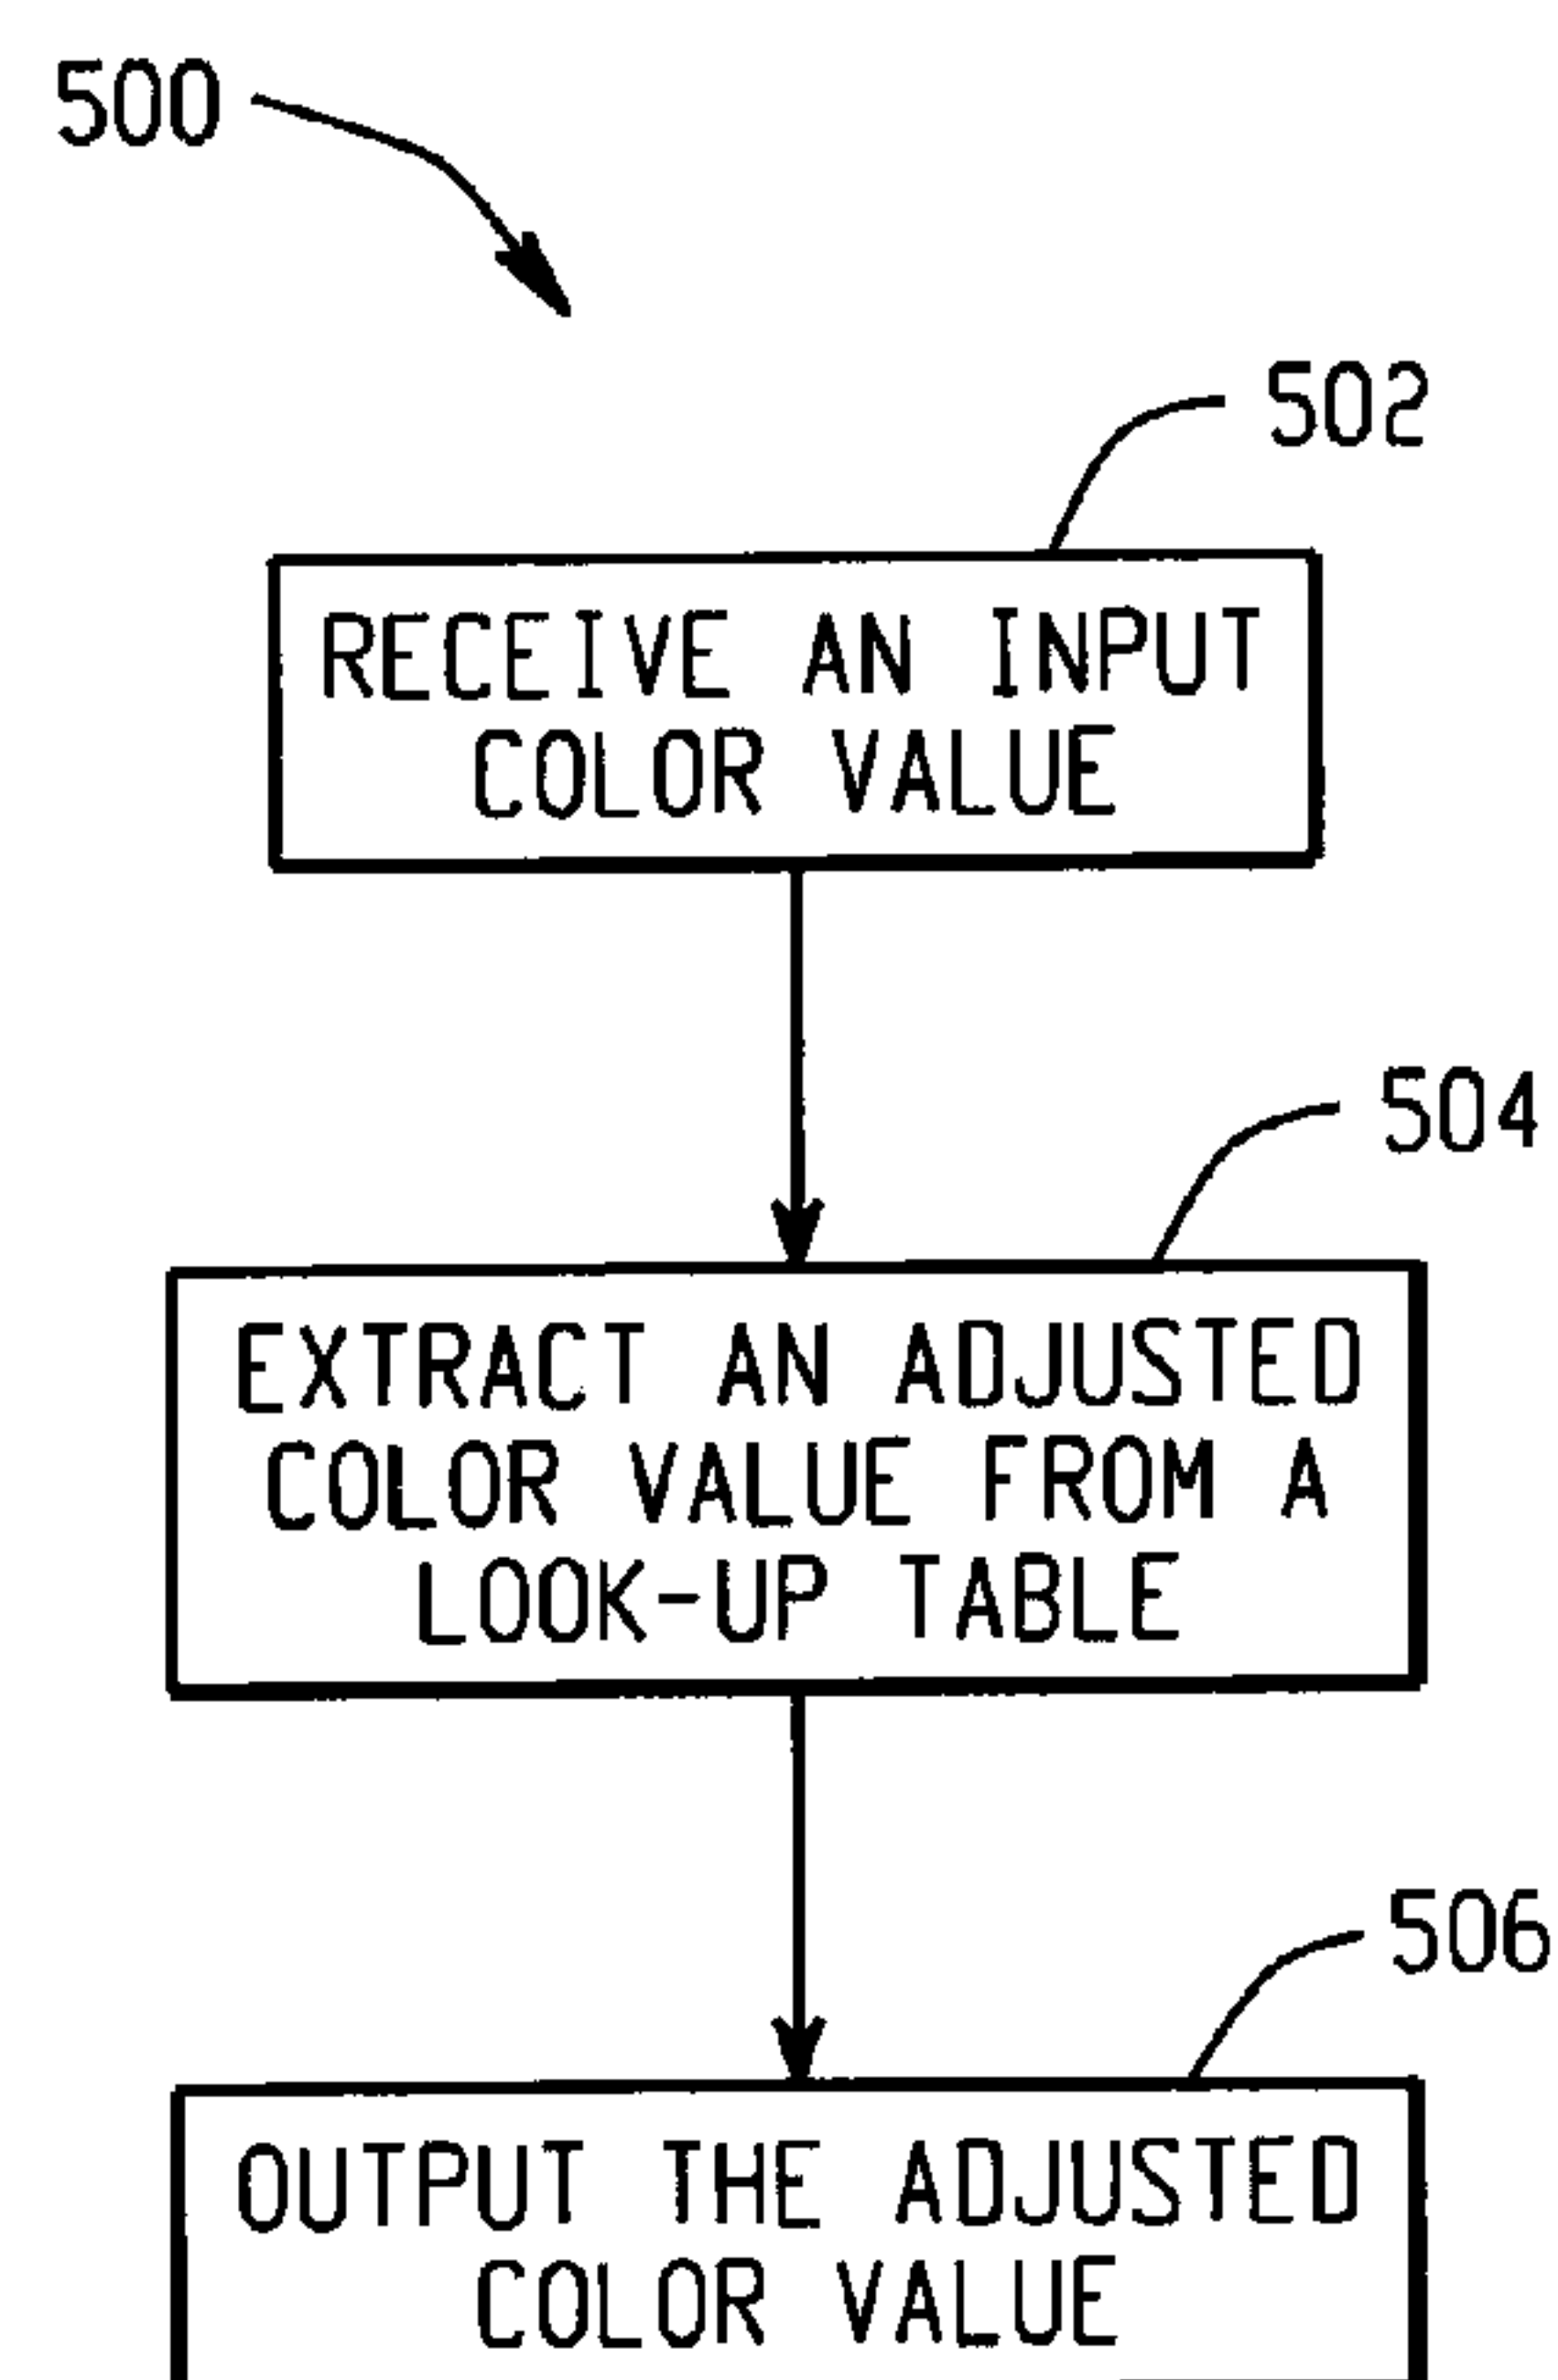 500
502
RECEIVE AN INPUT
COLOR VALUE
504
EXTRACT AN ADJUSTED
COLOR VALUE FROM A
LOOK-UP TABLE
506
OUTPUT THE ADJUSTED
COLOR VALUE